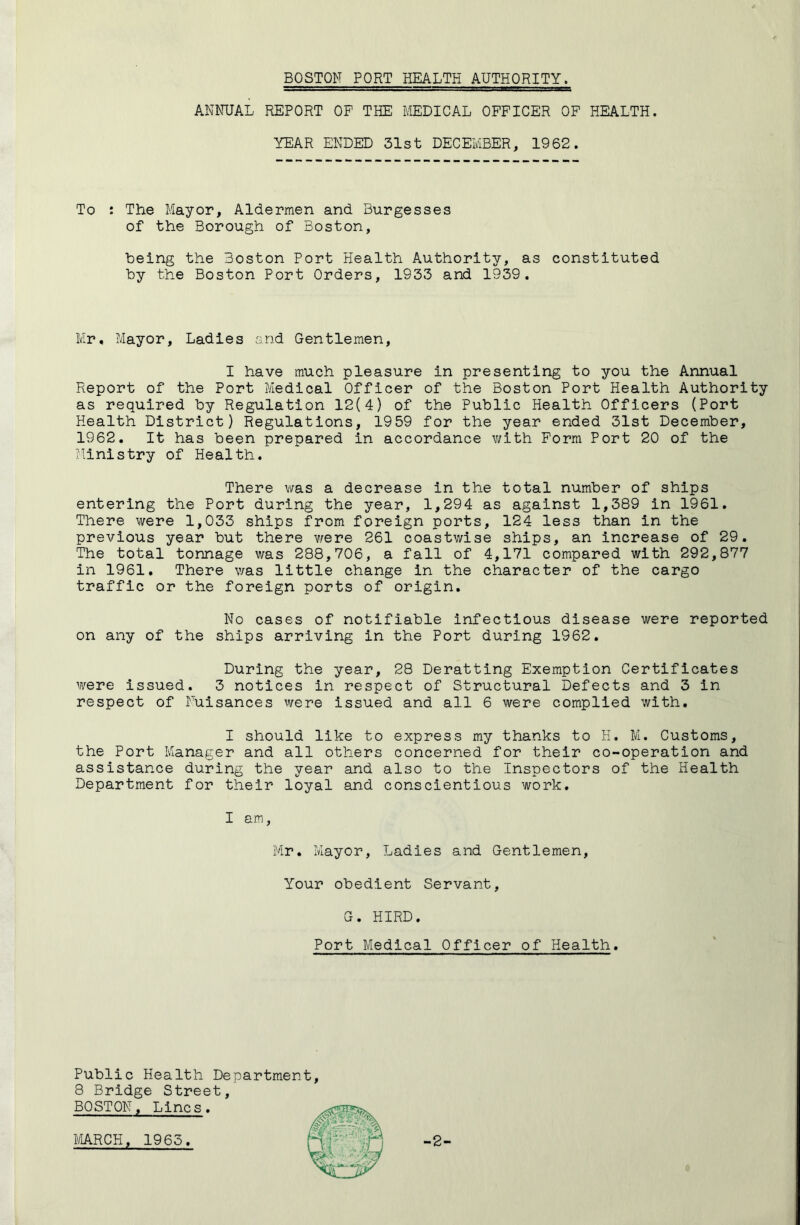 BOSTON PORT HEALTH AUTHORITY.
ANNUAL REPORT OF THE MEDICAL OFFICER OF HEALTH.
YEAR ENDED 31st DECEMBER, 1962.
To : The Mayor, Aldermen and Burgesses
of the Borough of Boston,
being the Boston Port Health Authority, as constituted
by the Boston Port Orders, 1933 and 1939.
Mr. Mayor, Ladies and Gentlemen,
I have much pleasure in presenting to you the Annual
Report of the Port Medical Officer of the Boston Port Health Authority
as required by Regulation 12(4) of the Public Health Officers (Port
Health District) Regulations, 1959 for the year ended 31st December,
1962. It has been prepared in accordance with Form Port 20 of the
Ministry of Health.
There was a decrease in the total number of ships
entering the Port during the year, 1,294 as against 1,389 in 1961.
There were 1,033 ships from foreign ports, 124 less than in the
previous year but there were 261 coastwise ships, an increase of 29.
The total tonnage was 288,706, a fall of 4,171 compared with 292,877
in 1961. There was little change in the character of the cargo
traffic or the foreign ports of origin.
No cases of notifiable infectious disease were reported
on any of the ships arriving in the Port during 1962.
During the year, 28 Deratting Exemption Certificates
were issued. 3 notices in respect of Structural Defects and 3 in
respect of Nuisances were issued and all 6 were complied with.
I should like to express my thanks to H. M. Customs,
the Port Manager and all others concerned for their co-operation and
assistance during the year and also to the Inspectors of the Health
Department for their loyal and conscientious work.
I am,
Mr. Mayor, Ladies and Gentlemen,
Your obedient Servant,
G. HIRD.
Port Medical Officer of Health.
Public Health Department,
8 Bridge Street,
BOSTON, Lincs.
MARCH, 1963.
-2-